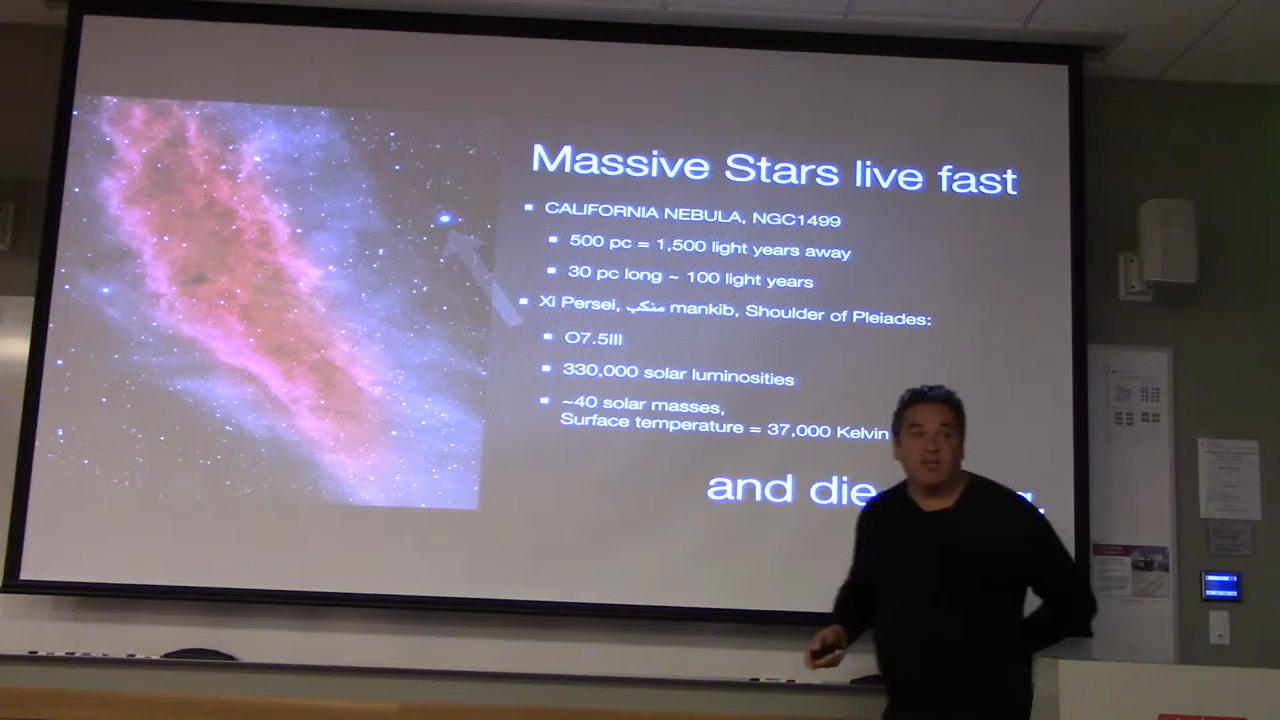 Massive Stars live fast
CALIFORNIA NEBULA, NGC1499
500 pc = 1,500 light years away
30 pc long ~ 100 light years
Xi Persei, منكب mankib, Shoulder of Pleiades:
O7.5III
330,000 solar luminosities
~40 solar masses,
Surface temperature = 37,000 Kelvin
and die